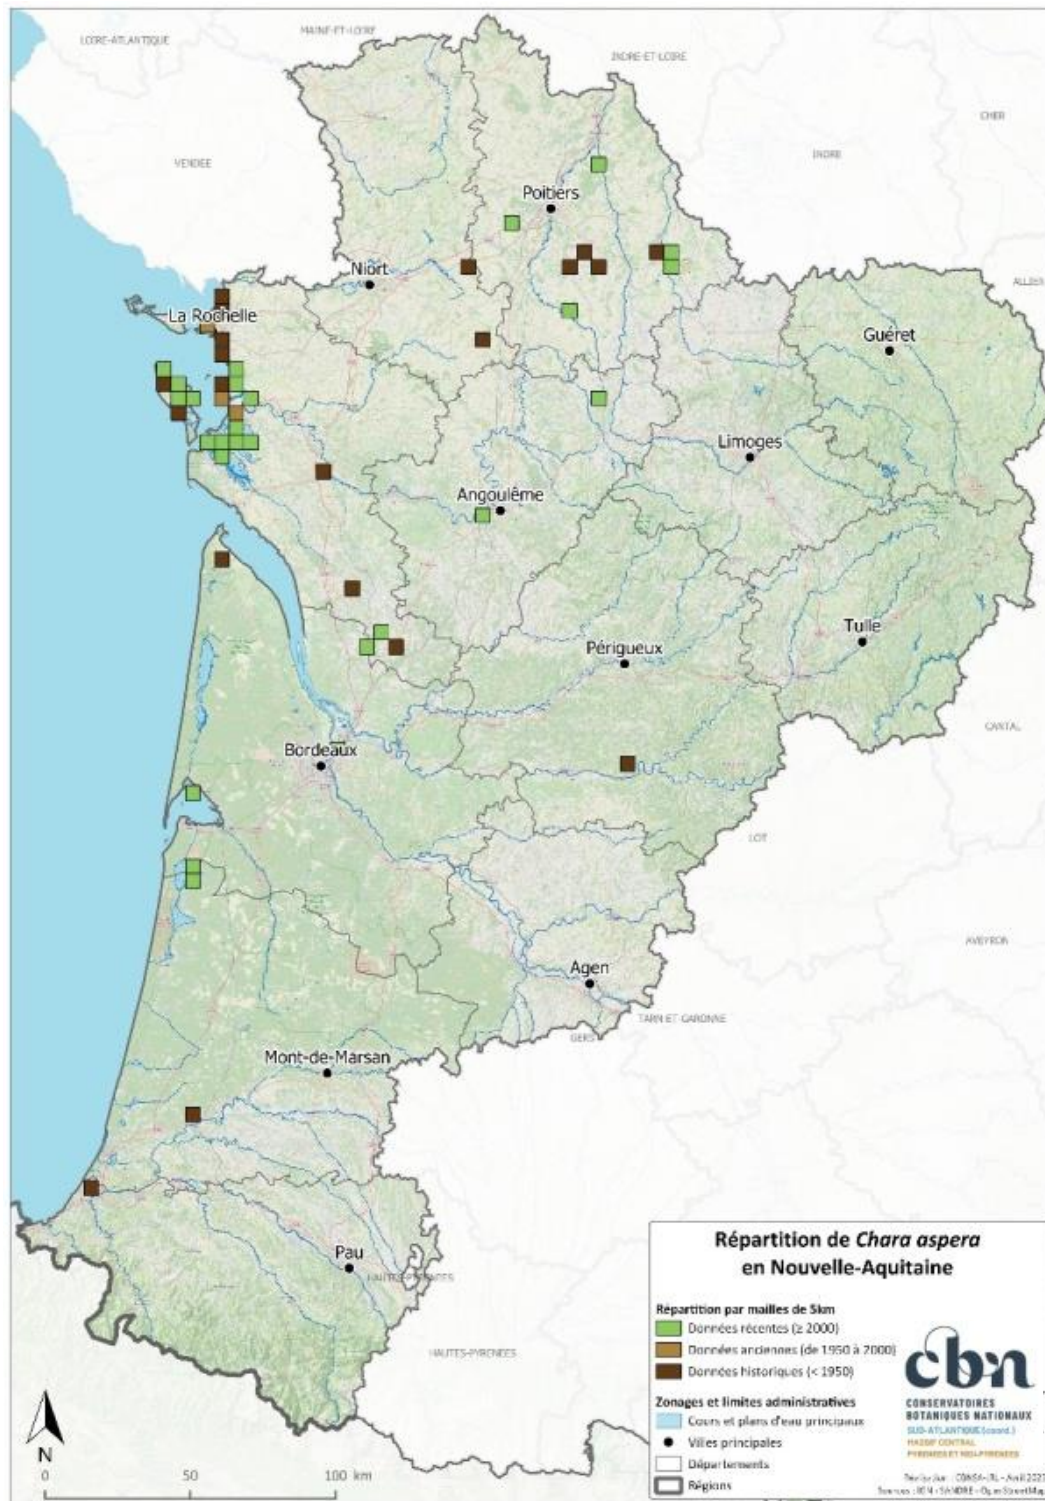 MAINE-ET-LOIRE
LOIRE-ATLANTIQUE
INDRE-ET-LOIRE
CHER
INDRE
VENDEE
Poitiers
Niort
ALLIER
La Rochelle
Guéret
Limoges
Angoulême
Tulle
Périgueux
CANTAL
Bordeaux
LOT
AVEYRON
Agen
TARN ET GARONNE
GERS
Mont-de-Marsan
Pau
HAUTES-PYRENEES
HAUTES-PYRENEES
Répartition de Chara aspera
en Nouvelle-Aquitaine
Répartition par mailles de 5km
Données récentes (≥ 2000)
Données anciennes (de 1950 à 2000)
Données historiques (< 1950)
Zonages et limites administratives
Cours et plans d'eau principaux
Villes principales
Départements
Régions
cbn
CONSERVATOIRES
BOTANIQUES NATIONAUX
SUD-ATLANTIQUE (coord.)
MASSIF CENTRAL
PYRENEES ET MIDI-PYRENEES
N
0 50 100 km